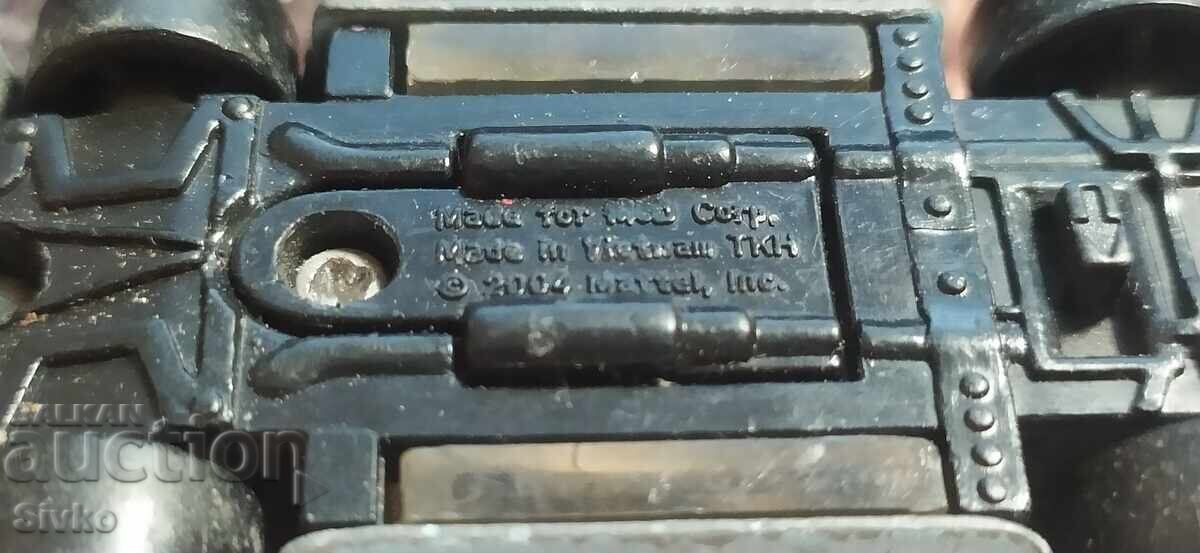 Made for McD Corp.
Made in Vietnam TKH
© 2004 Mattel, Inc.
BALKAN
auction
Sivko